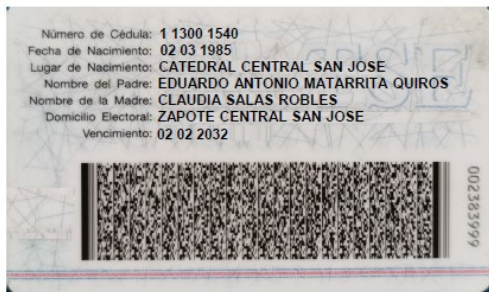 Número de Cédula: 1 1300 1540
Fecha de Nacimiento: 02 03 1985
Lugar de Nacimiento: CATEDRAL CENTRAL SAN JOSE
Nombre del Padre: EDUARDO ANTONIO MATARRITA QUIROS
Nombre de la Madre: CLAUDIA SALAS ROBLES
Domicilio Electoral: ZAPOTE CENTRAL SAN JOSE
Vencimiento: 02 02 2032
TSE
002383999